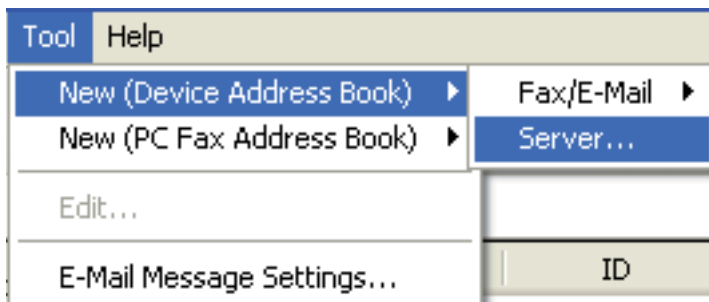 Tool Help
New (Device Address Book) Fax/E-Mail
New (PC Fax Address Book) Server...
Edit...
E-Mail Message Settings... ID